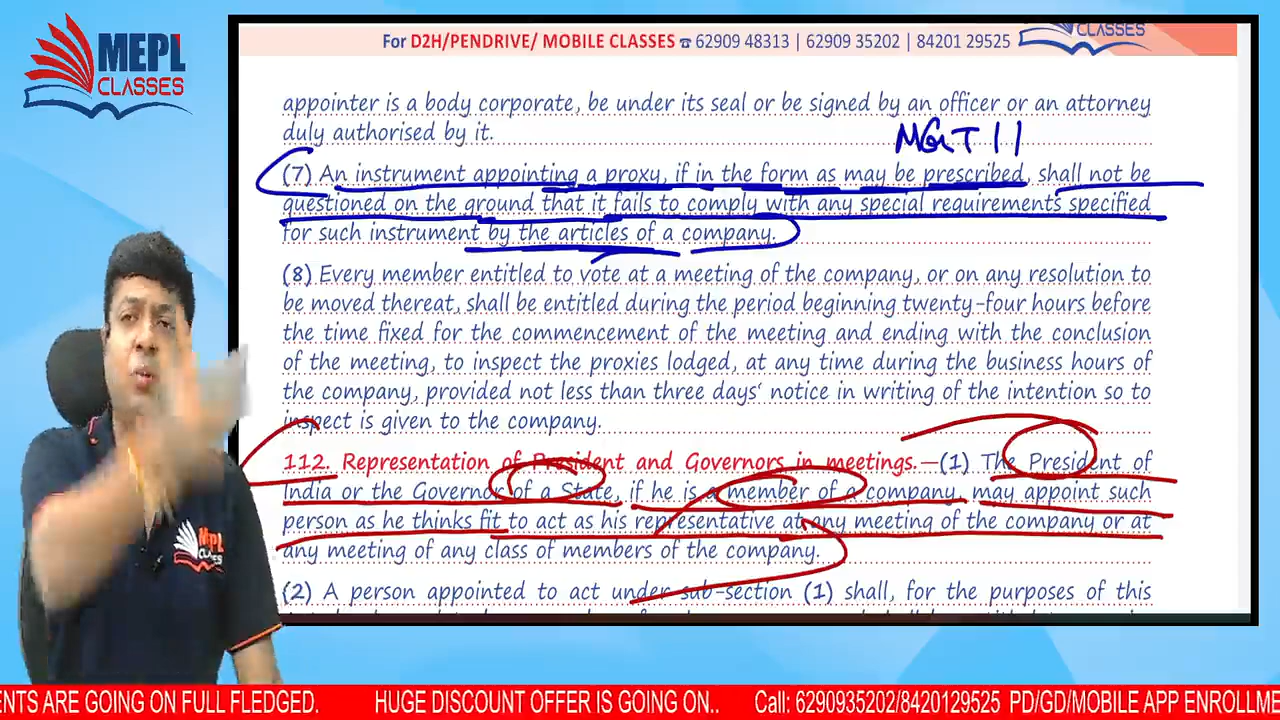 MEPL
CLASSES
For D2H/PENDRIVE/ MOBILE CLASSES ☎ 62909 48313 | 62909 35202 | 84201 29525
CLASSES
appointer is a body corporate, be under its seal or be signed by an officer or an attorney
duly authorised by it.
MGT 11
(7) An instrument appointing a proxy, if in the form as may be prescribed, shall not be
questioned on the ground that it fails to comply with any special requirements specified
for such instrument by the articles of a company.
(8) Every member entitled to vote at a meeting of the company, or on any resolution to
be moved thereat, shall be entitled during the period beginning twenty-four hours before
the time fixed for the commencement of the meeting and ending with the conclusion
of the meeting, to inspect the proxies lodged, at any time during the business hours of
the company, provided not less than three days‘ notice in writing of the intention so to
inspect is given to the company.
112. Representation of President and Governors in meetings.—(1) The President of
India or the Governor of a State, if he is a member of a company, may appoint such
person as he thinks fit to act as his representative at any meeting of the company or at
any meeting of any class of members of the company.
(2) A person appointed to act under sub-section (1) shall, for the purposes of this
MEPL
CLASSES
ENTS ARE GOING ON FULL FLEDGED. HUGE DISCOUNT OFFER IS GOING ON.. Call: 6290935202/8420129525 PD/GD/MOBILE APP ENROLLME